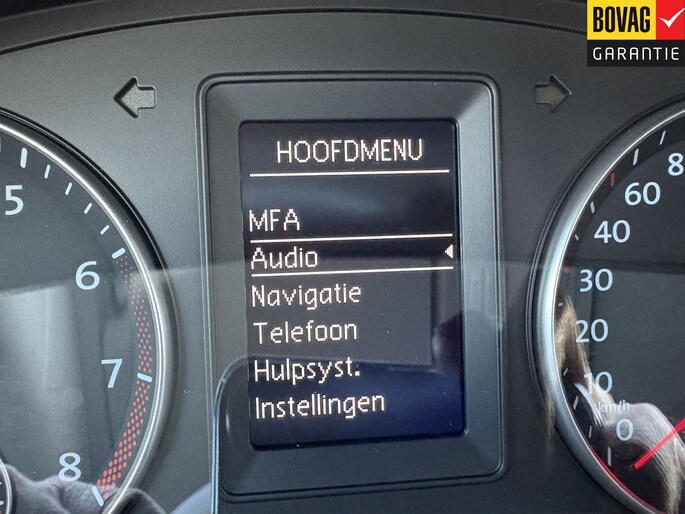 BOVAG
GARANTIE
HOOFDMENU
MFA
Audio
Navigatie
Telefoon
Hulpsyst.
Instellingen
5
6
7
8
80
60
40
30
20
10
km/h
0